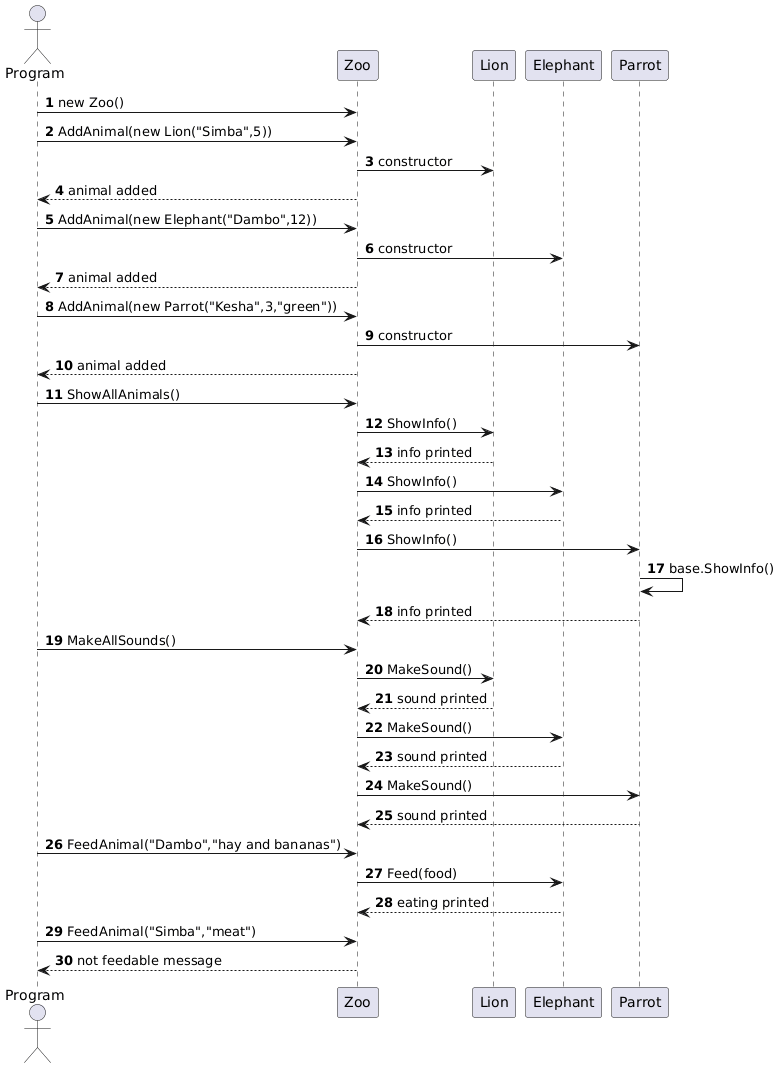 Program
Zoo
Lion
Elephant
Parrot
1 new Zoo()
2 AddAnimal(new Lion("Simba",5))
3 constructor
4 animal added
5 AddAnimal(new Elephant("Dambo",12))
6 constructor
7 animal added
8 AddAnimal(new Parrot("Kesha",3,"green"))
9 constructor
10 animal added
11 ShowAllAnimals()
12 ShowInfo()
13 info printed
14 ShowInfo()
15 info printed
16 ShowInfo()
17 base.ShowInfo()
18 info printed
19 MakeAllSounds()
20 MakeSound()
21 sound printed
22 MakeSound()
23 sound printed
24 MakeSound()
25 sound printed
26 FeedAnimal("Dambo","hay and bananas")
27 Feed(food)
28 eating printed
29 FeedAnimal("Simba","meat")
30 not feedable message
Program
Zoo
Lion
Elephant
Parrot